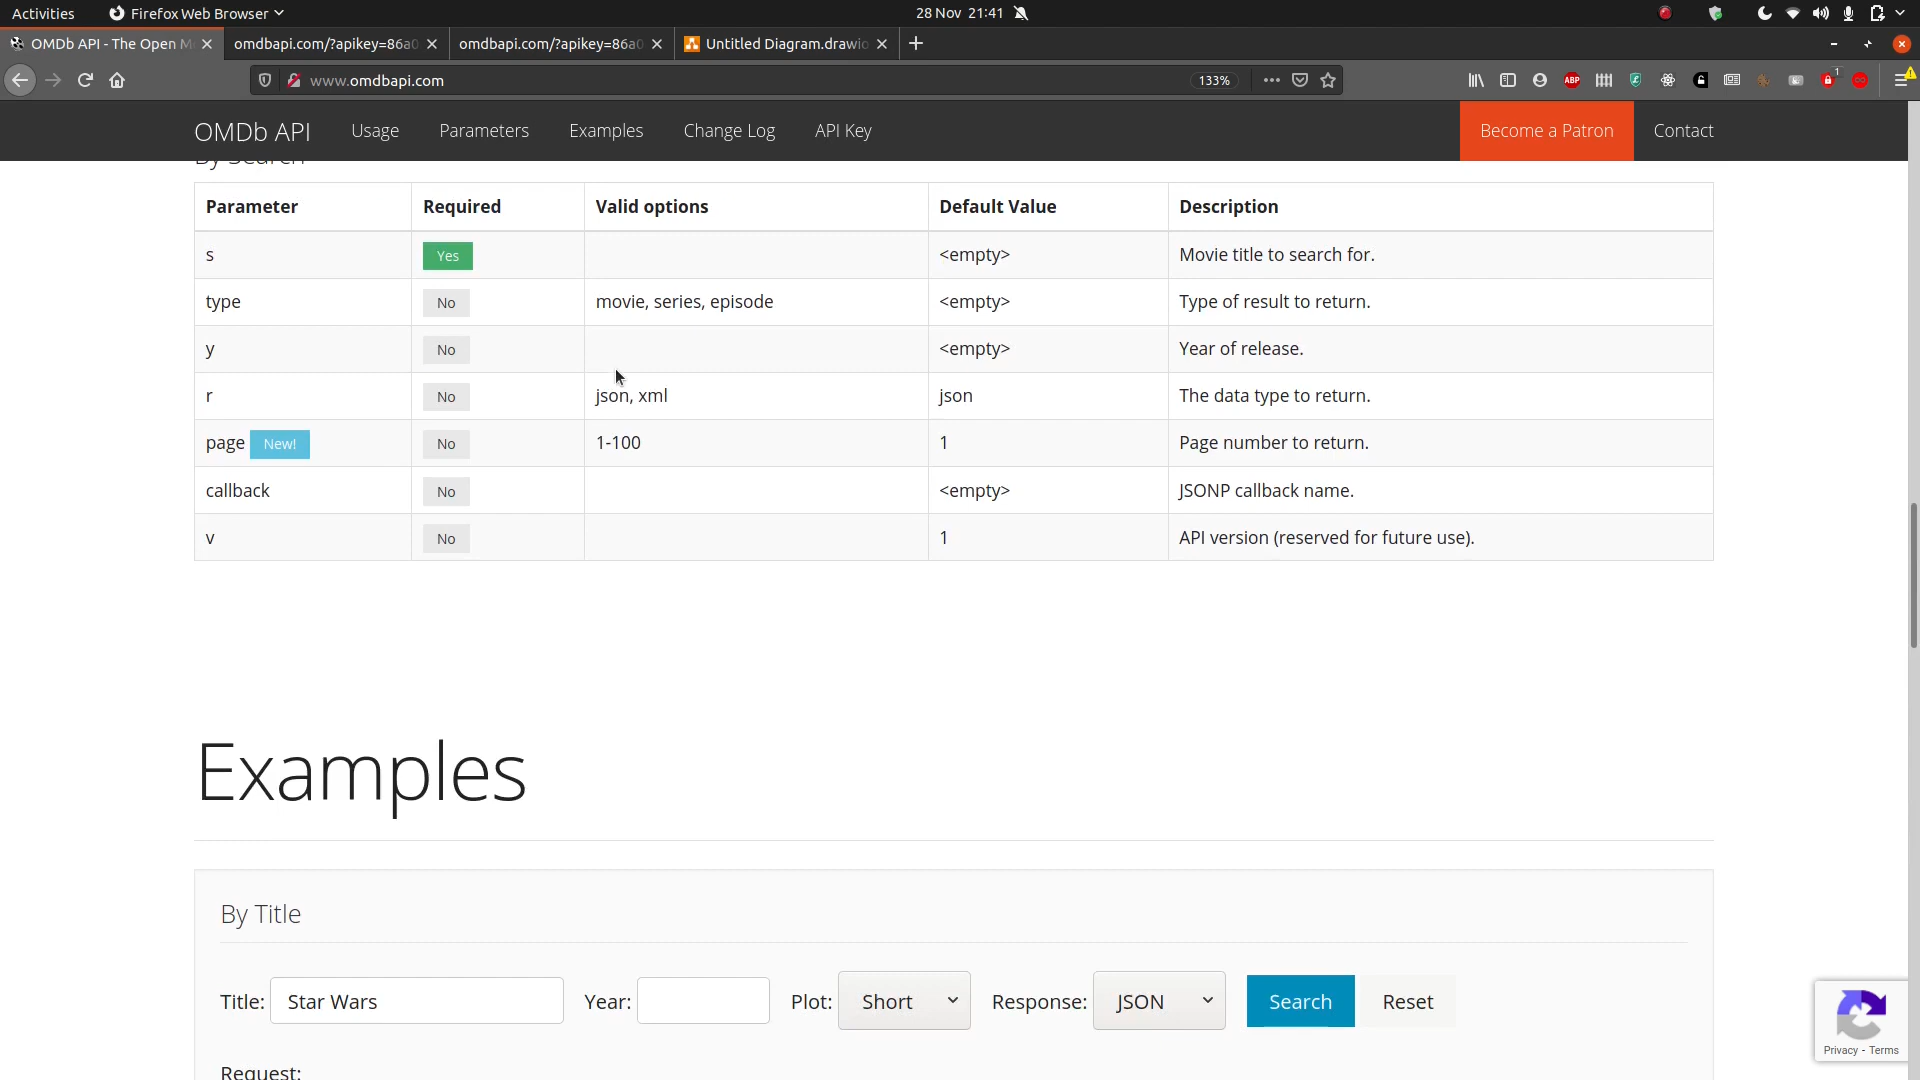 Activities Firefox Web Browser 28 Nov 21:41
OMDb API - The Open M omdbapi.com/?apikey=86a0 omdbapi.com/?apikey=86a0 Untitled Diagram.drawio
www.omdbapi.com 133% ABP 1
OMDb API Usage Parameters Examples Change Log API Key Become a Patron Contact
By Search
Parameter Required Valid options Default Value Description
s Yes <empty> Movie title to search for.
type No movie, series, episode <empty> Type of result to return.
y No <empty> Year of release.
r No json, xml json The data type to return.
page New! No 1-100 1 Page number to return.
callback No <empty> JSONP callback name.
v No 1 API version (reserved for future use).
Examples
By Title
Title: Star Wars Year: Plot: Short Response: JSON Search Reset
Privacy - Terms
Request: